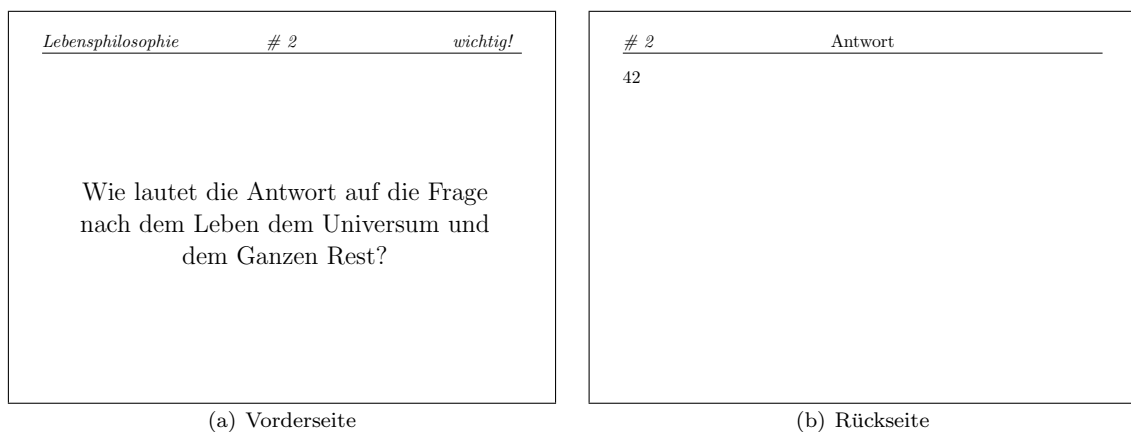 Lebensphilosophie # 2 wichtig!
Wie lautet die Antwort auf die Frage
nach dem Leben dem Universum und
dem Ganzen Rest?
(a) Vorderseite
# 2 Antwort
42
(b) Rückseite